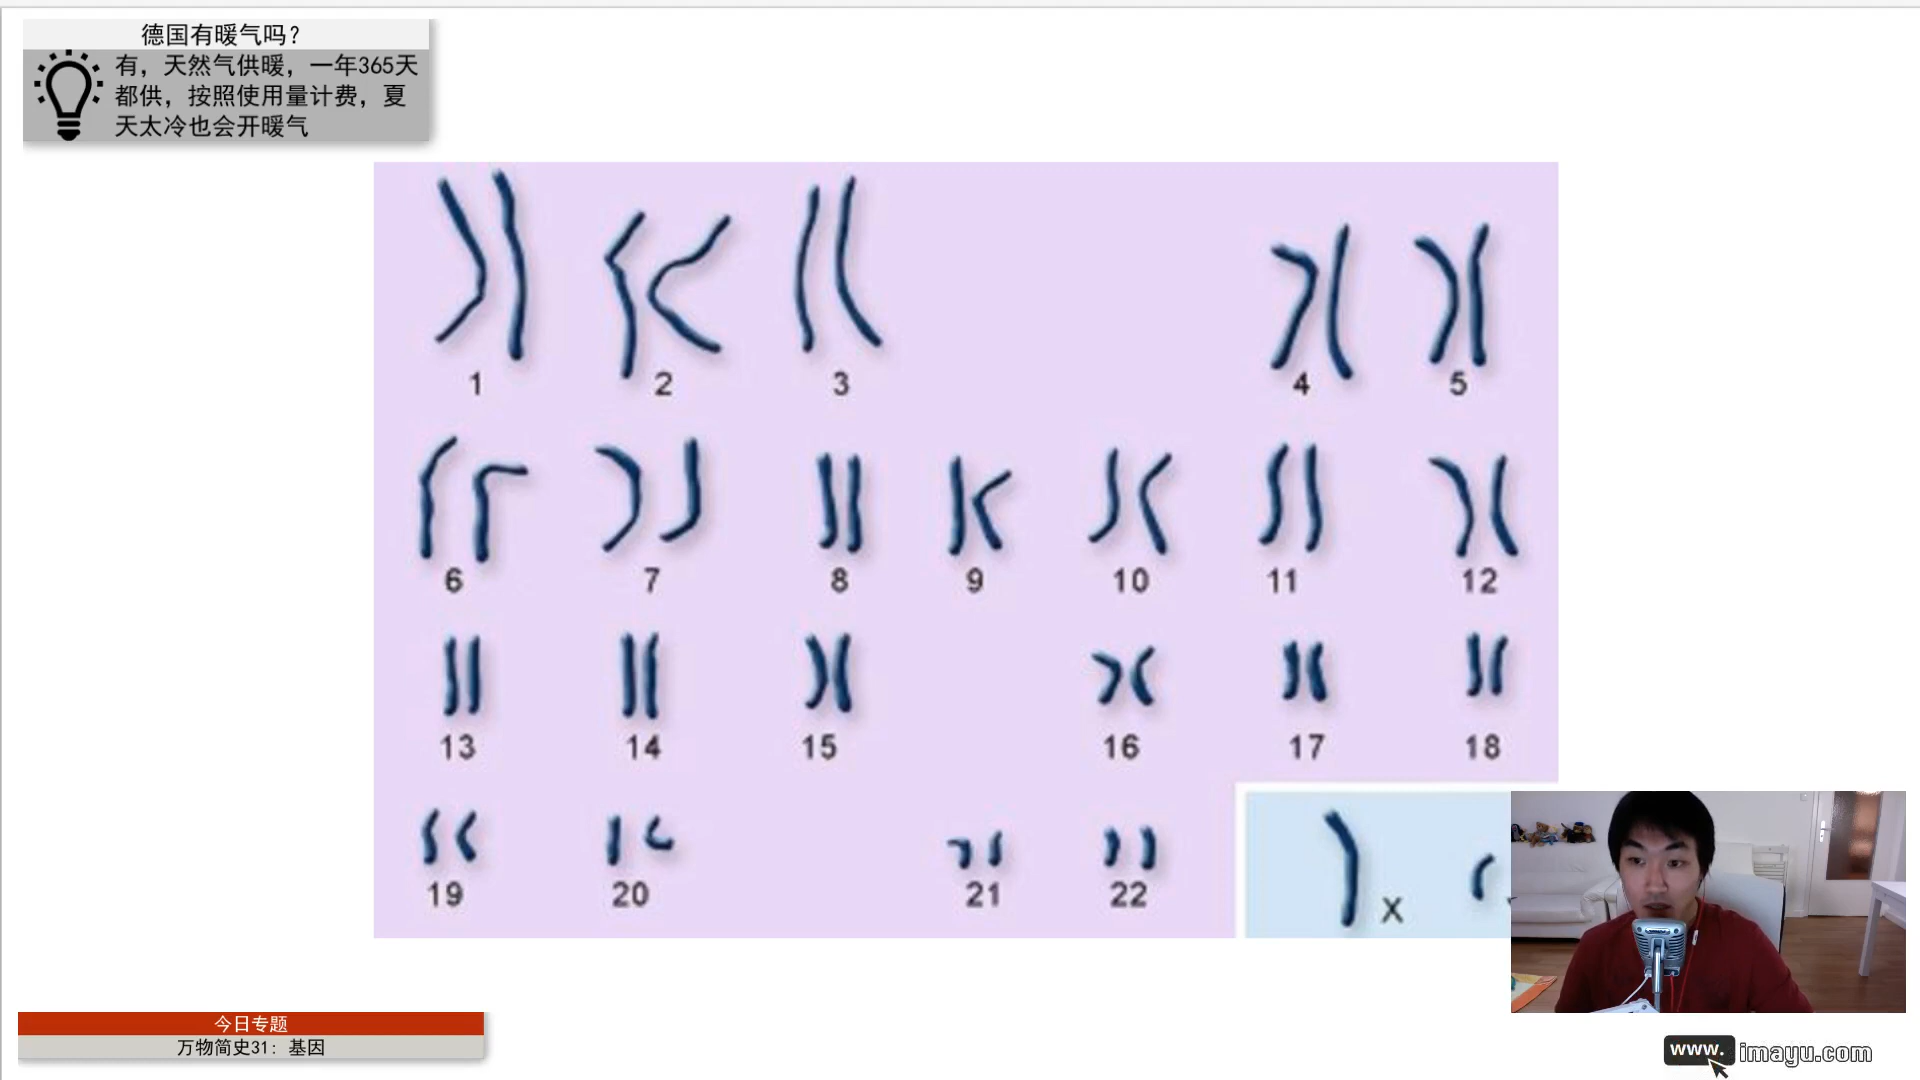 德国有暖气吗?
有，天然气供暖，一年365天
都供，按照使用量计费，夏
天太冷也会开暖气
1 2 3 4 5
6 7 8 9 10 11 12
13 14 15 16 17 18
19 20 21 22 X
今日专题
万物简史31：基因
www. imayu.com